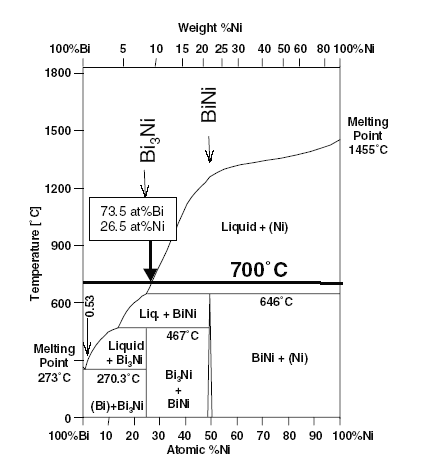 Weight %Ni
100%Bi 5 8 10 15 20 25 30 40 50 60 80 100%Ni
1800
1500
1200
900
600
0
Temperature [°C]
Bi3Ni
BiNi
Melting
Point
1455°C
73.5 at%Bi
26.5 at%Ni
Liquid + (Ni)
700°C
0.53
Liq. + BiNi
646°C
467°C
Melting
Point
273°C
Liquid
+ Bi3Ni
270.3°C
(Bi)+Bi3Ni
Bi3Ni
+
BiNi
BiNi + (Ni)
100%Bi 10 20 30 40 50 60 70 80 90 100%Ni
Atomic %Ni